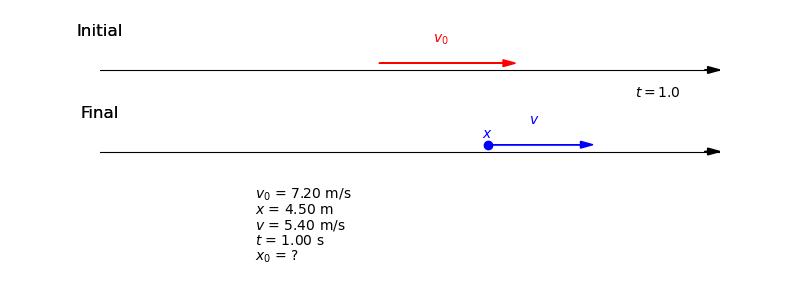 Initial
v₀
t = 1.0
Final
v
x
v₀ = 7.20 m/s
x = 4.50 m
v = 5.40 m/s
t = 1.00 s
x₀ = ?